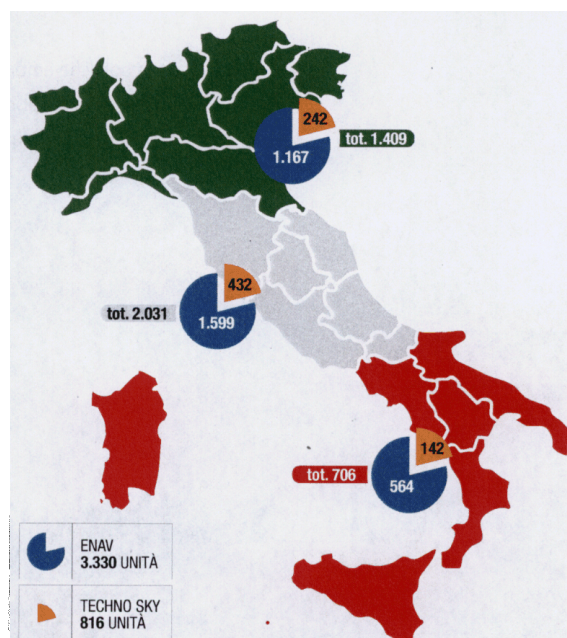 242
tot. 1.409
1.167
432
tot. 2.031
1.599
142
tot. 706
564
ENAV
3.330 UNITÀ
TECHNO SKY
816 UNITÀ